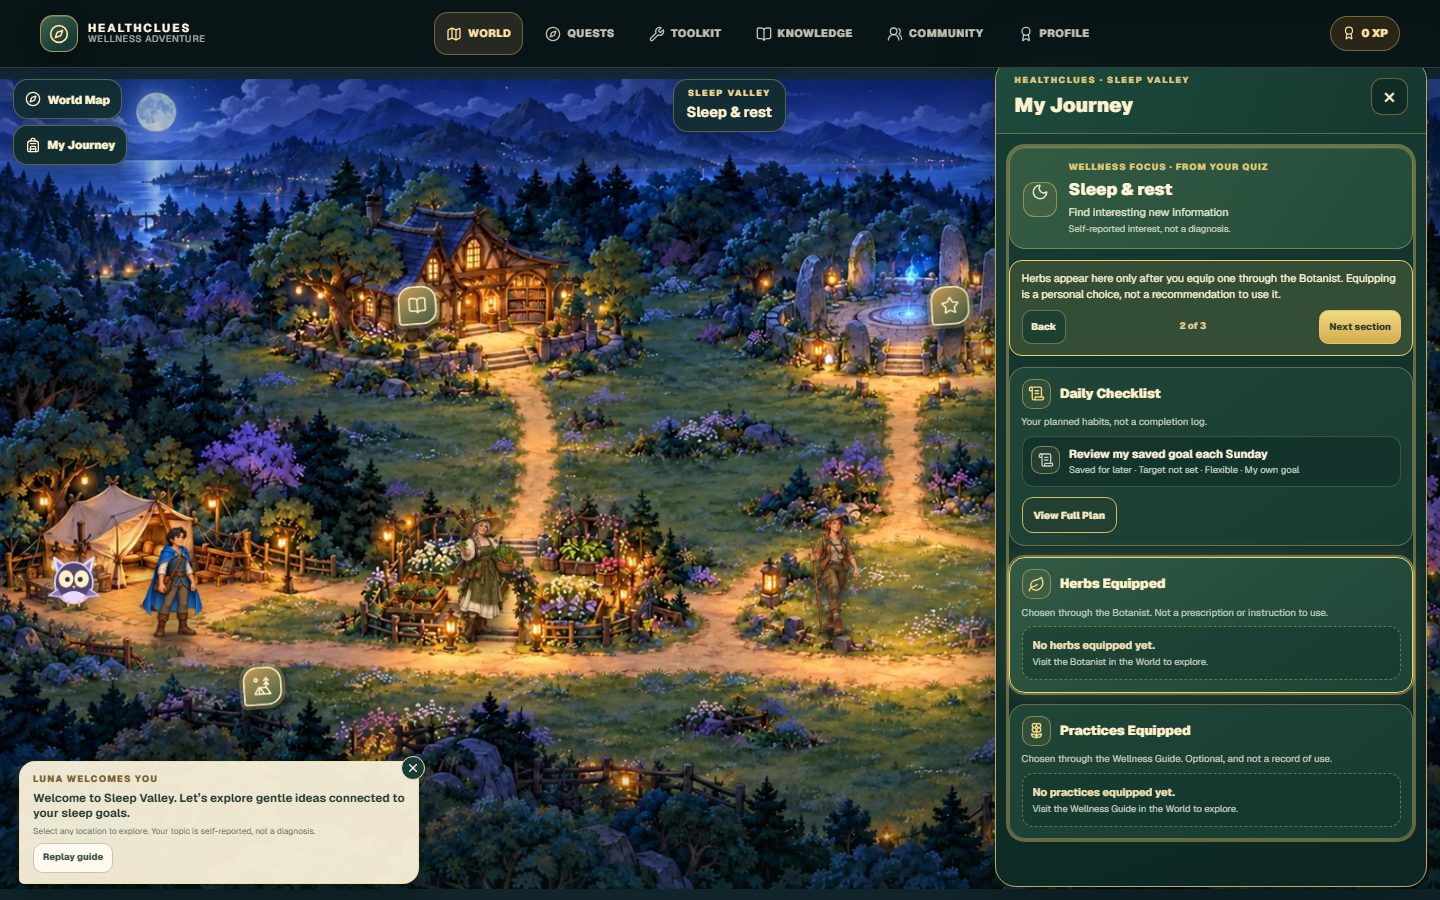 HEALTHCLUES
WELLNESS ADVENTURE
WORLD
QUESTS
TOOLKIT
KNOWLEDGE
COMMUNITY
PROFILE
0 XP
World Map
My Journey
SLEEP VALLEY
Sleep & rest
HEALTHCLUES · SLEEP VALLEY
My Journey
WELLNESS FOCUS · FROM YOUR QUIZ
Sleep & rest
Find interesting new information
Self-reported interest, not a diagnosis.
Herbs appear here only after you equip one through the Botanist. Equipping
is a personal choice, not a recommendation to use it.
Back
2 of 3
Next section
Daily Checklist
Your planned habits, not a completion log.
Review my saved goal each Sunday
Saved for later · Target not set · Flexible · My own goal
View Full Plan
Herbs Equipped
Chosen through the Botanist. Not a prescription or instruction to use.
No herbs equipped yet.
Visit the Botanist in the World to explore.
Practices Equipped
Chosen through the Wellness Guide. Optional, and not a record of use.
No practices equipped yet.
Visit the Wellness Guide in the World to explore.
LUNA WELCOMES YOU
Welcome to Sleep Valley. Let's explore gentle ideas connected to
your sleep goals.
Select any location to explore. Your topic is self-reported, not a diagnosis.
Replay guide